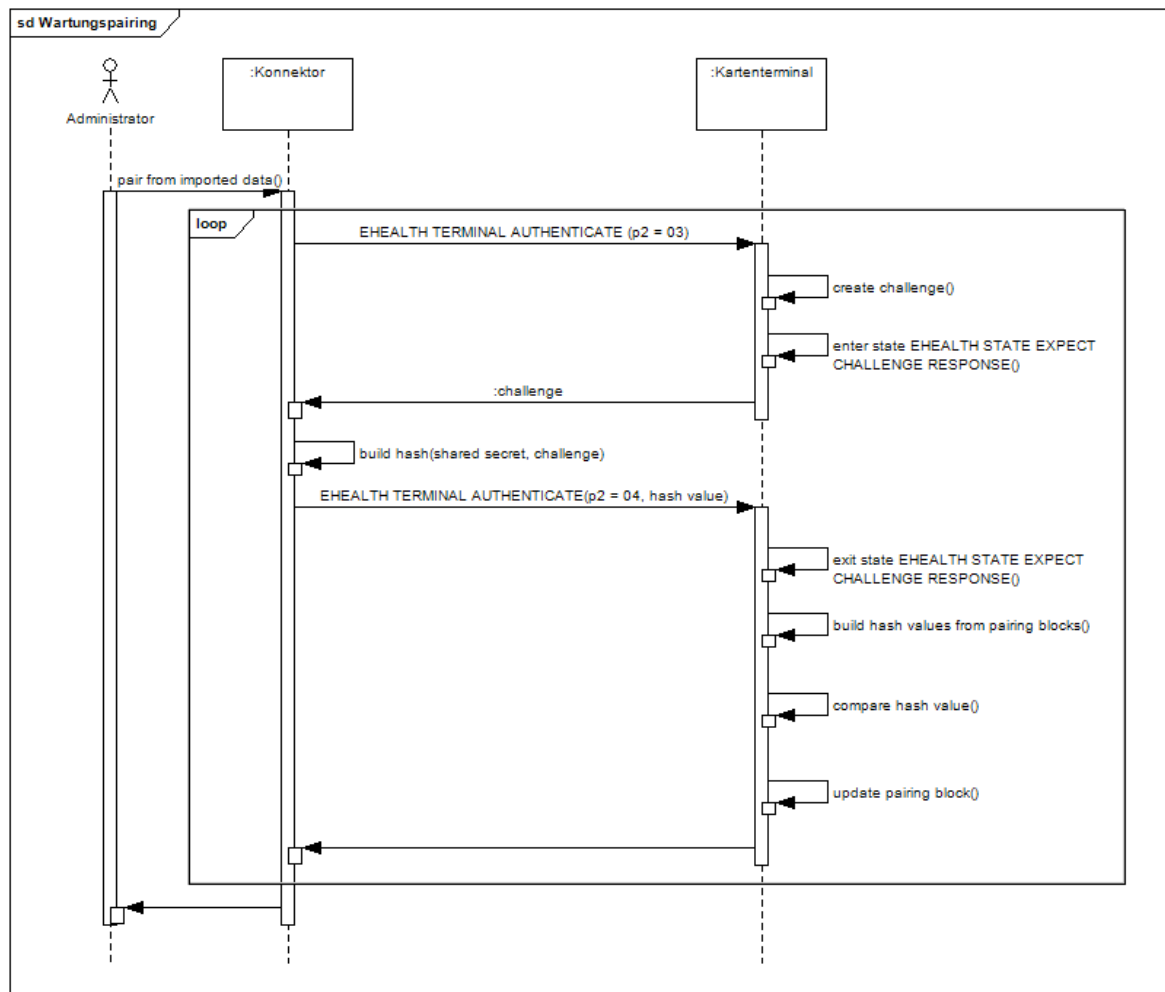 sd Wartungspairing
:Konnektor
:Kartenterminal
Administrator
pair from imported data()
loop
EHEALTH TERMINAL AUTHENTICATE (p2 = 03)
create challenge()
enter state EHEALTH STATE EXPECT
CHALLENGE RESPONSE()
:challenge
build hash(shared secret, challenge)
EHEALTH TERMINAL AUTHENTICATE(p2 = 04, hash value)
exit state EHEALTH STATE EXPECT
CHALLENGE RESPONSE()
build hash values from pairing blocks()
compare hash value()
update pairing block()